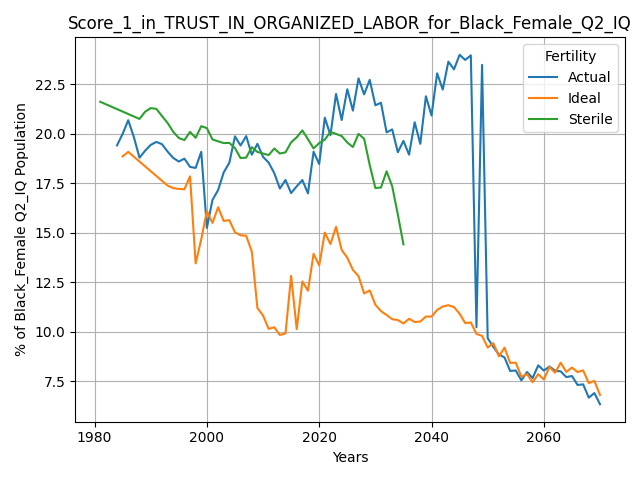 Score_1_in_TRUST_IN_ORGANIZED_LABOR_for_Black_Female_Q2_IQ
Fertility
Actual
Ideal
Sterile
% of Black_Female Q2_IQ Population
22.5
20.0
17.5
15.0
12.5
10.0
7.5
1980
2000
2020
2040
2060
Years